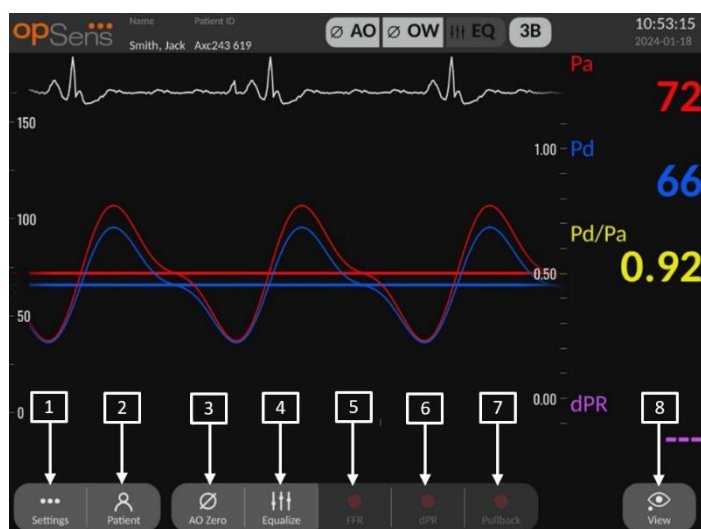 opSens
Name Patient ID
Smith, Jack Axc243 619
Ø AO Ø OW EQ 3B
10:53:15
2024-01-18
Pa
72
150
1.00 Pd
66
100
Pd/Pa
0.92
0.50
50
0
0.00 dPR
---
1 2 3 4 5 6 7 8
Settings Patient AO Zero Equalize FFR dPR Pullback View